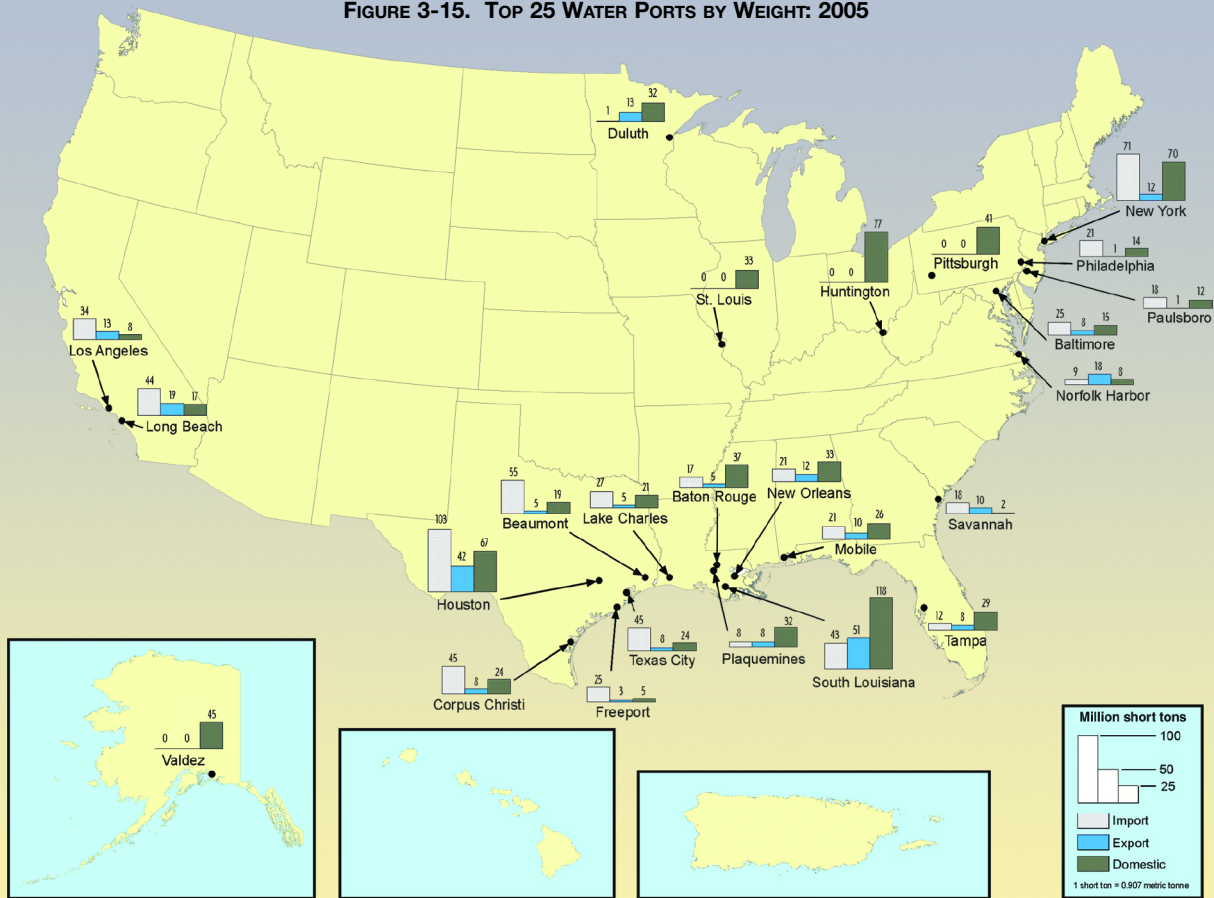 FIGURE 3-15. TOP 25 WATER PORTS BY WEIGHT: 2005
1 13 32
Duluth
71 12 70
New York
0 0 41
Pittsburgh
21 1 14
Philadelphia
0 0 77
Huntington
0 0 33
St. Louis
18 1 12
Paulsboro
25 8 15
Baltimore
34 13 8
Los Angeles
9 18 8
Norfolk Harbor
44 19 17
Long Beach
55 5 19
Beaumont
27 5 21
Lake Charles
17 5 37
Baton Rouge
21 12 33
New Orleans
18 10 2
Savannah
21 10 26
Mobile
103 42 67
Houston
45 8 24
Texas City
8 8 32
Plaquemines
43 51 118
South Louisiana
12 8 29
Tampa
45 8 24
Corpus Christi
25 3 5
Freeport
0 0 45
Valdez
Million short tons
100
50
25
Import
Export
Domestic
1 short ton = 0.907 metric tonne